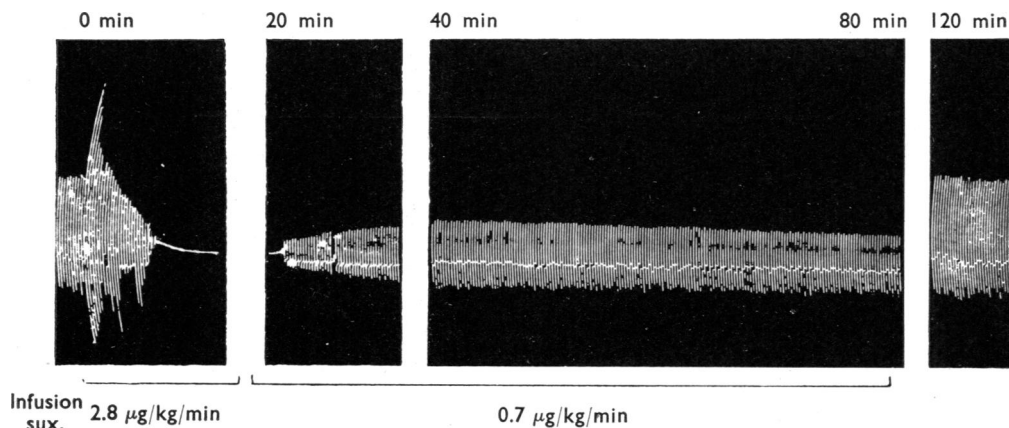 0 min 20 min 40 min 80 min 120 min
Infusion
sux. 2.8 μg/kg/min 0.7 μg/kg/min